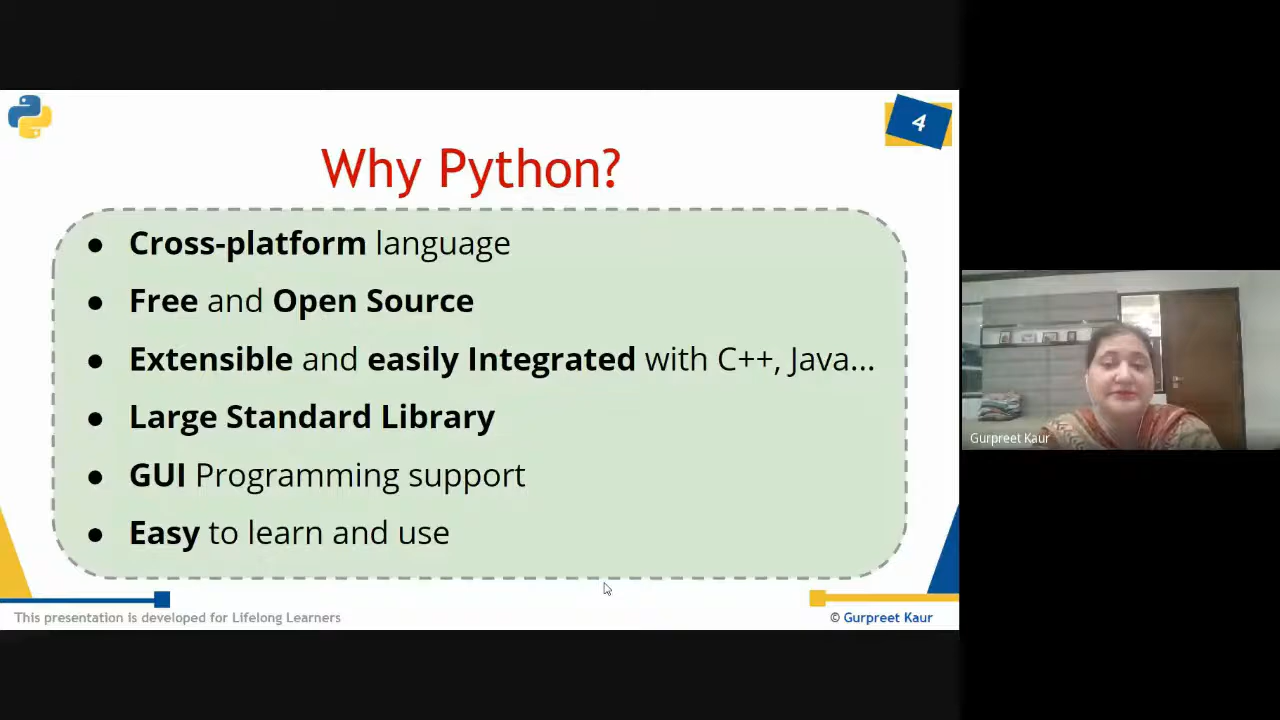 4
Why Python?
● Cross-platform language
● Free and Open Source
● Extensible and easily Integrated with C++, Java...
● Large Standard Library
● GUI Programming support
● Easy to learn and use
This presentation is developed for Lifelong Learners
© Gurpreet Kaur
Gurpreet Kaur